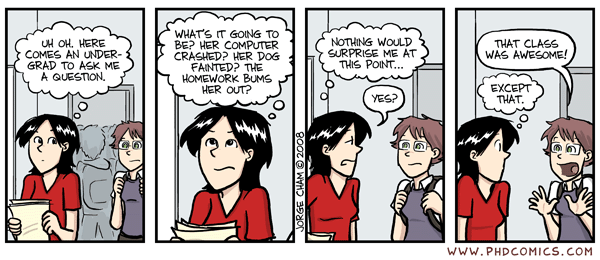 UH OH. HERE
COMES AN UNDER-
GRAD TO ASK ME
A QUESTION.
WHAT'S IT GOING TO
BE? HER COMPUTER
CRASHED? HER DOG
FAINTED? THE
HOMEWORK BUMS
HER OUT?
JORGE CHAM © 2008
NOTHING WOULD
SURPRISE ME AT
THIS POINT...
YES?
THAT CLASS
WAS AWESOME!
EXCEPT
THAT.
WWW.PHDCOMICS.COM